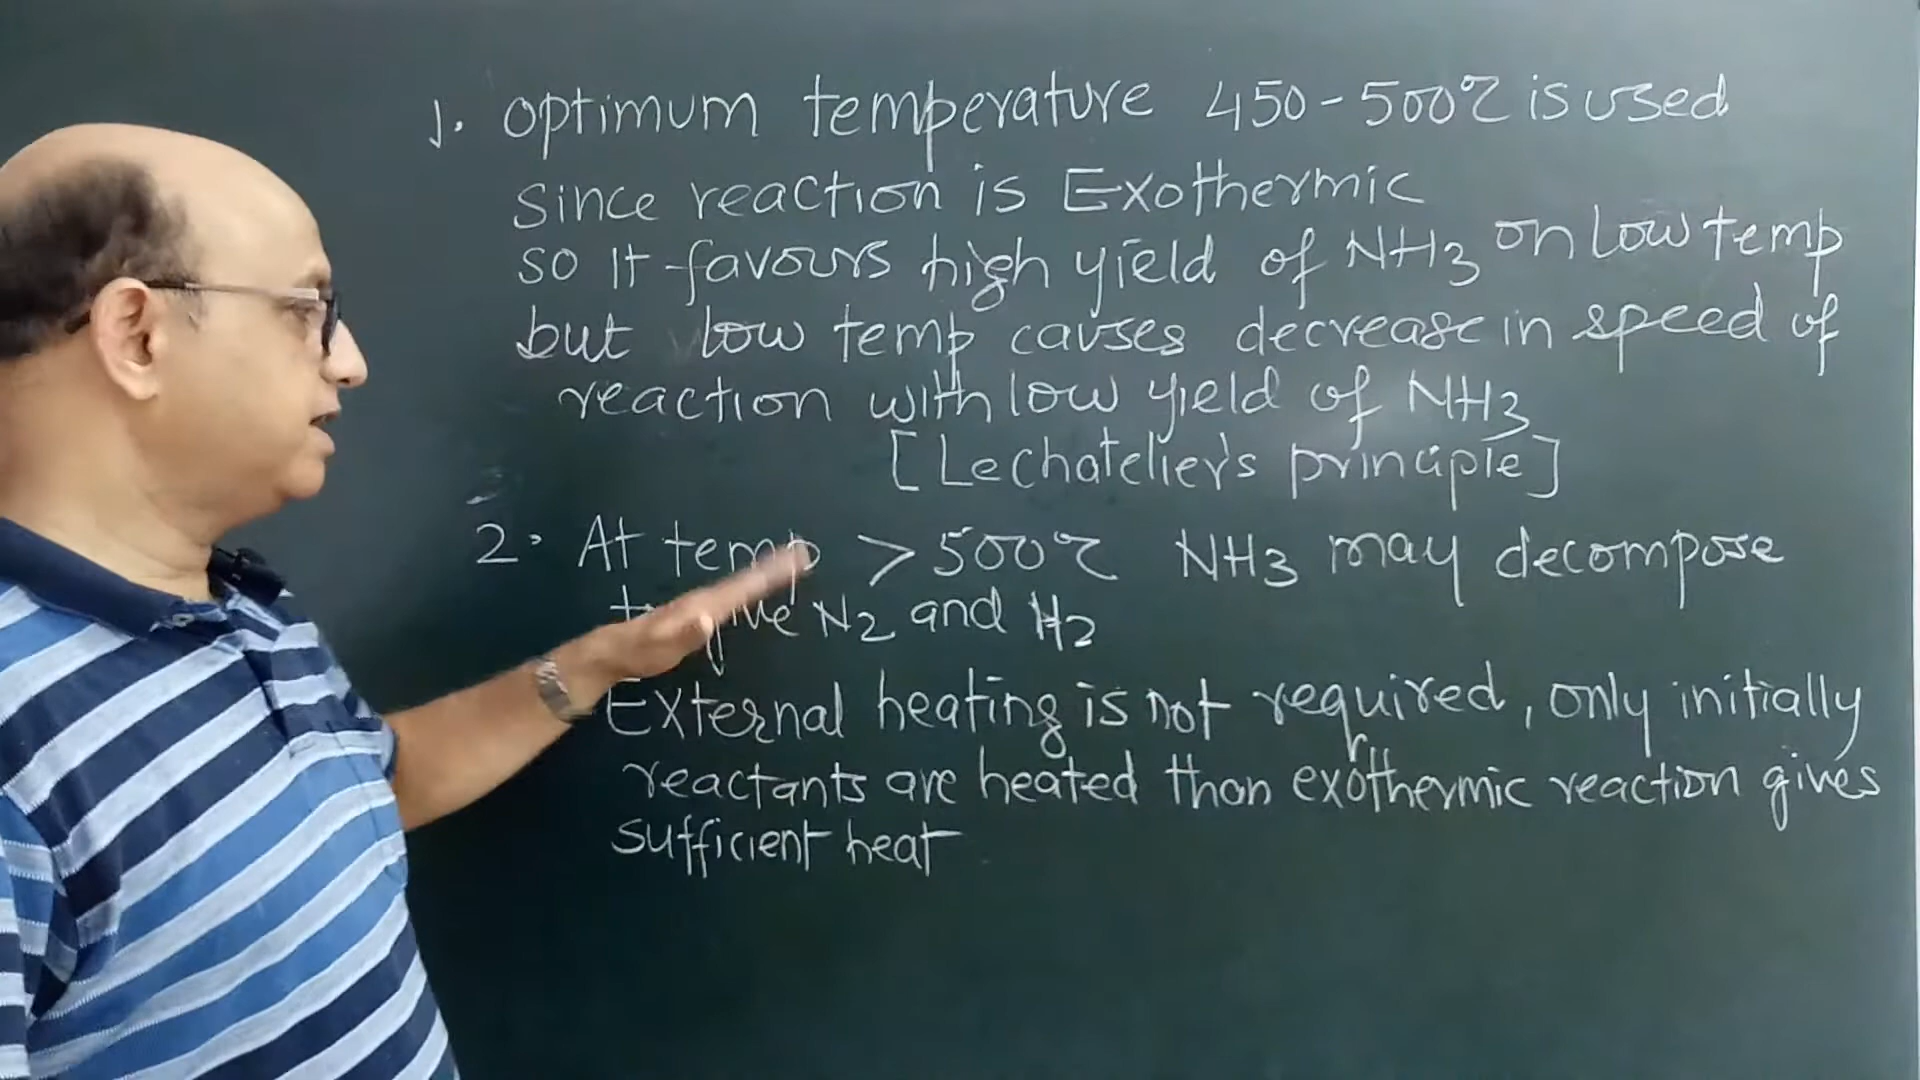 1. optimum temperature 450-500°C is used
since reaction is Exothermic
so it favours high yield of NH3 on low temp
but low temp causes decrease in speed of
reaction with low yield of NH3
[Lechatelier's principle]
2. At temp > 500°C NH3 may decompose
to give N2 and H2
External heating is not required, only initially
reactants are heated than exothermic reaction gives
sufficient heat